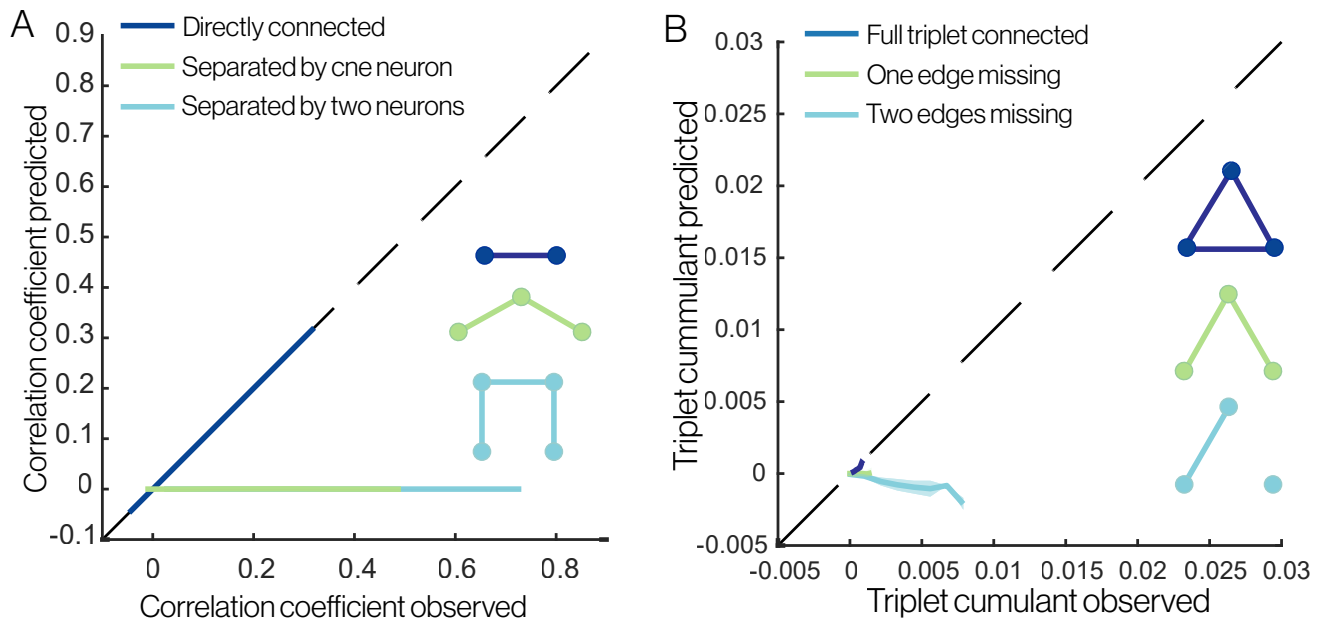 A
Directly connected
Separated by cne neuron
Separated by two neurons
Correlation coefficient predicted
0.9
0.8
0.7
0.6
0.5
0.4
0.3
0.2
0.1
0
-0.1
0 0.2 0.4 0.6 0.8
Correlation coefficient observed
B
Full triplet connected
One edge missing
Two edges missing
Triplet cummulant predicted
0.03
0.025
0.02
0.015
0.01
0.005
0
-0.005
-0.005 0 0.005 0.01 0.015 0.02 0.025 0.03
Triplet cumulant observed